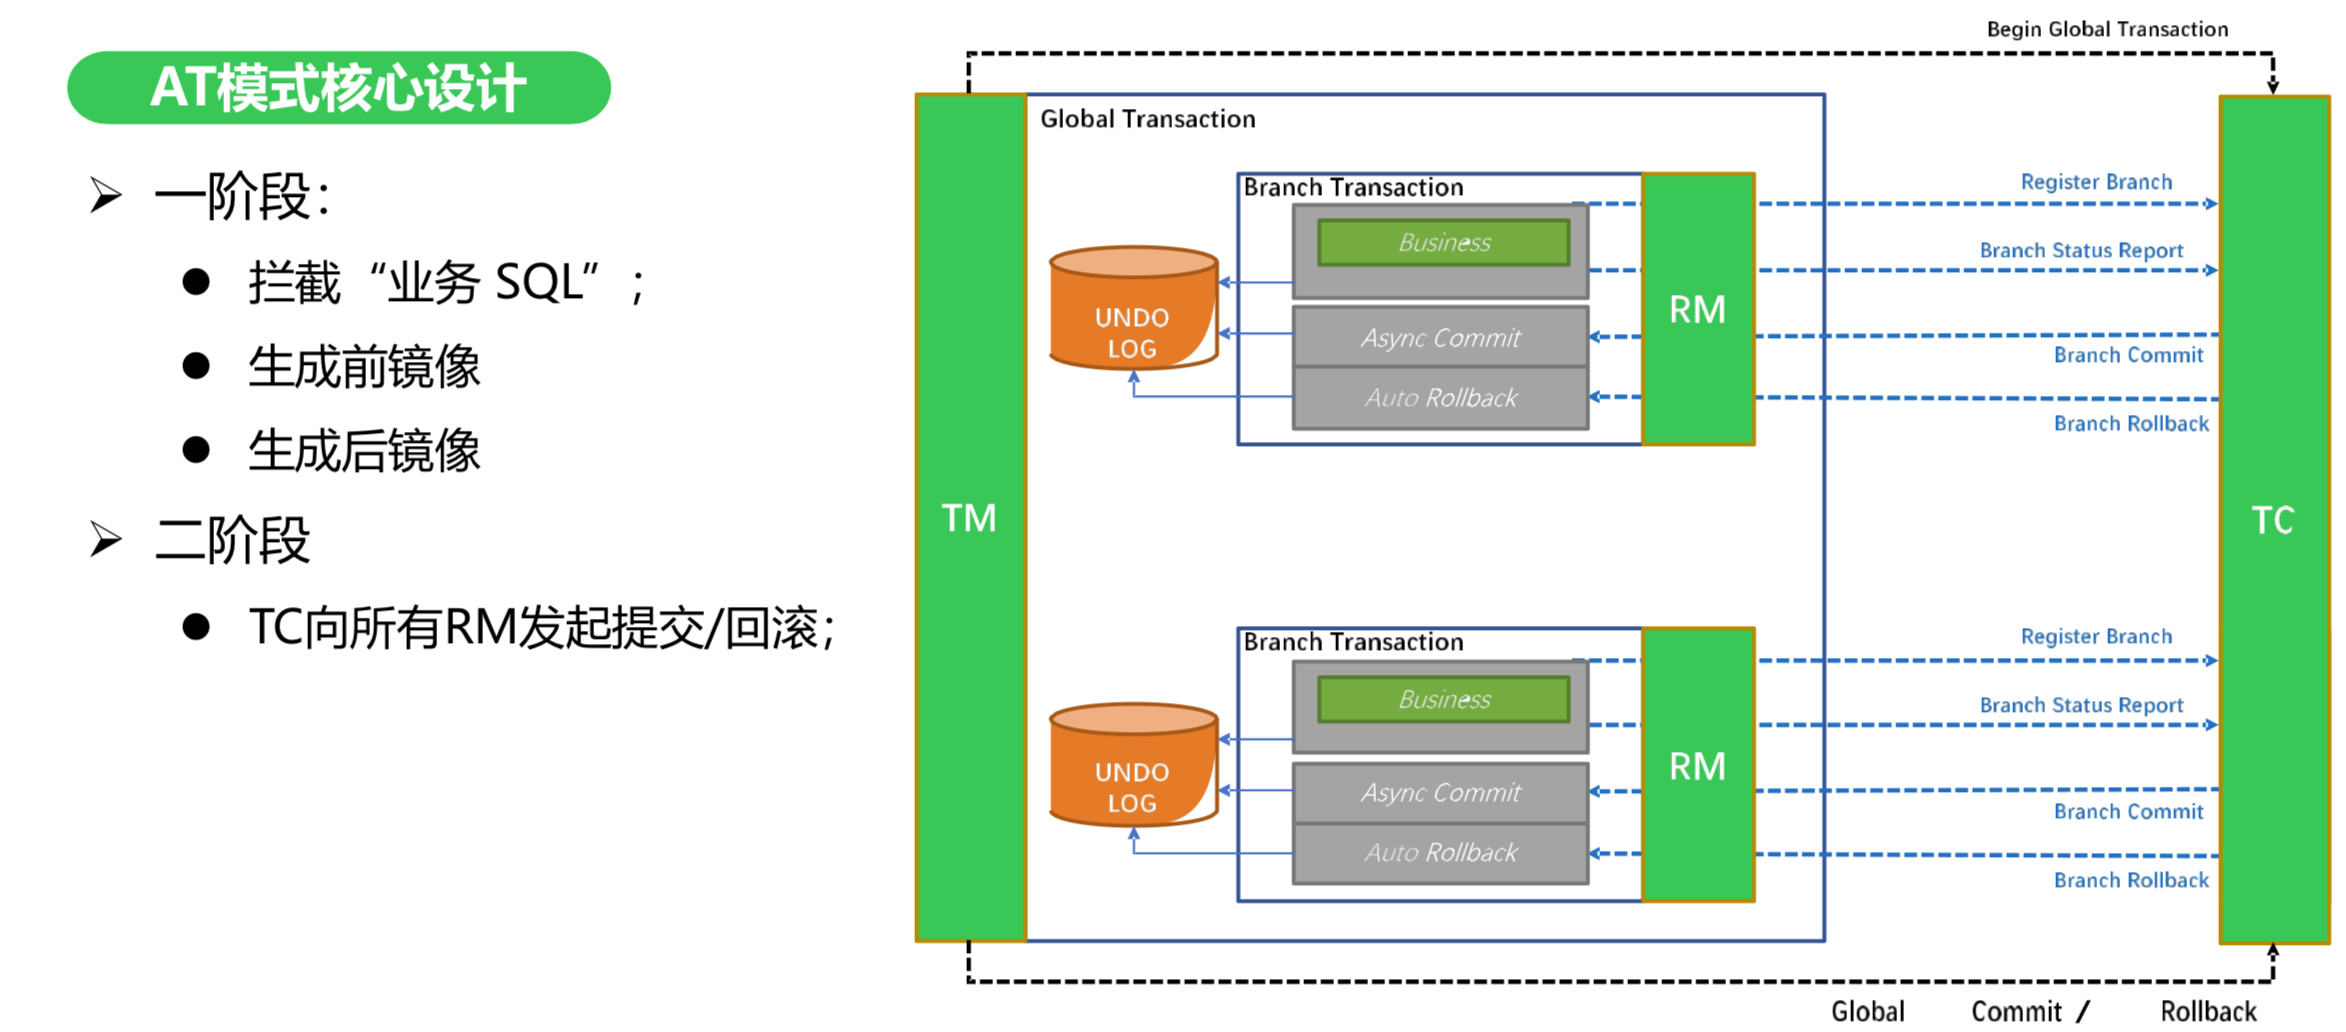 AT模式核心设计
一阶段：
拦截“业务 SQL”；
生成前镜像
生成后镜像
二阶段
TC向所有RM发起提交/回滚；
Begin Global Transaction
TM
Global Transaction
Branch Transaction
Business
UNDO
LOG
Async Commit
Auto Rollback
RM
Register Branch
Branch Status Report
Branch Commit
Branch Rollback
TC
Branch Transaction
Business
UNDO
LOG
Async Commit
Auto Rollback
RM
Register Branch
Branch Status Report
Branch Commit
Branch Rollback
Global Commit / Rollback